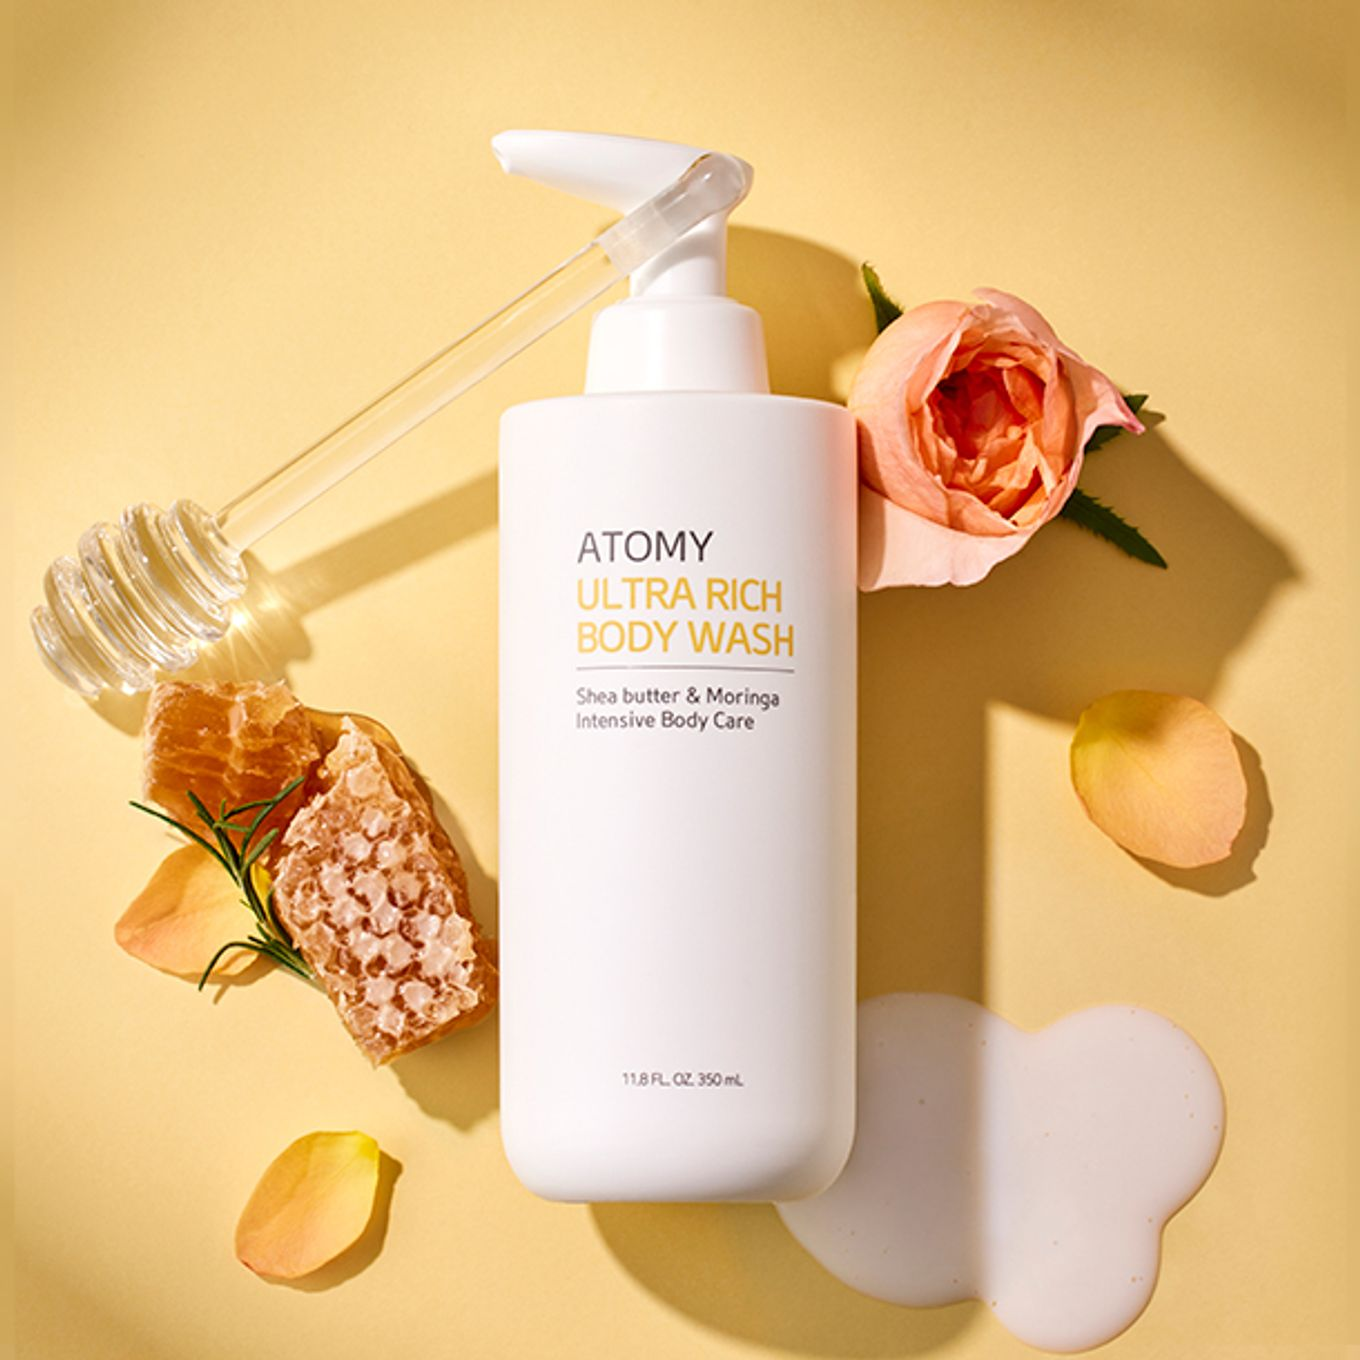 ATOMY
ULTRA RICH
BODY WASH
Shea butter & Moringa
Intensive Body Care
11.8 FL. OZ. 350 mL